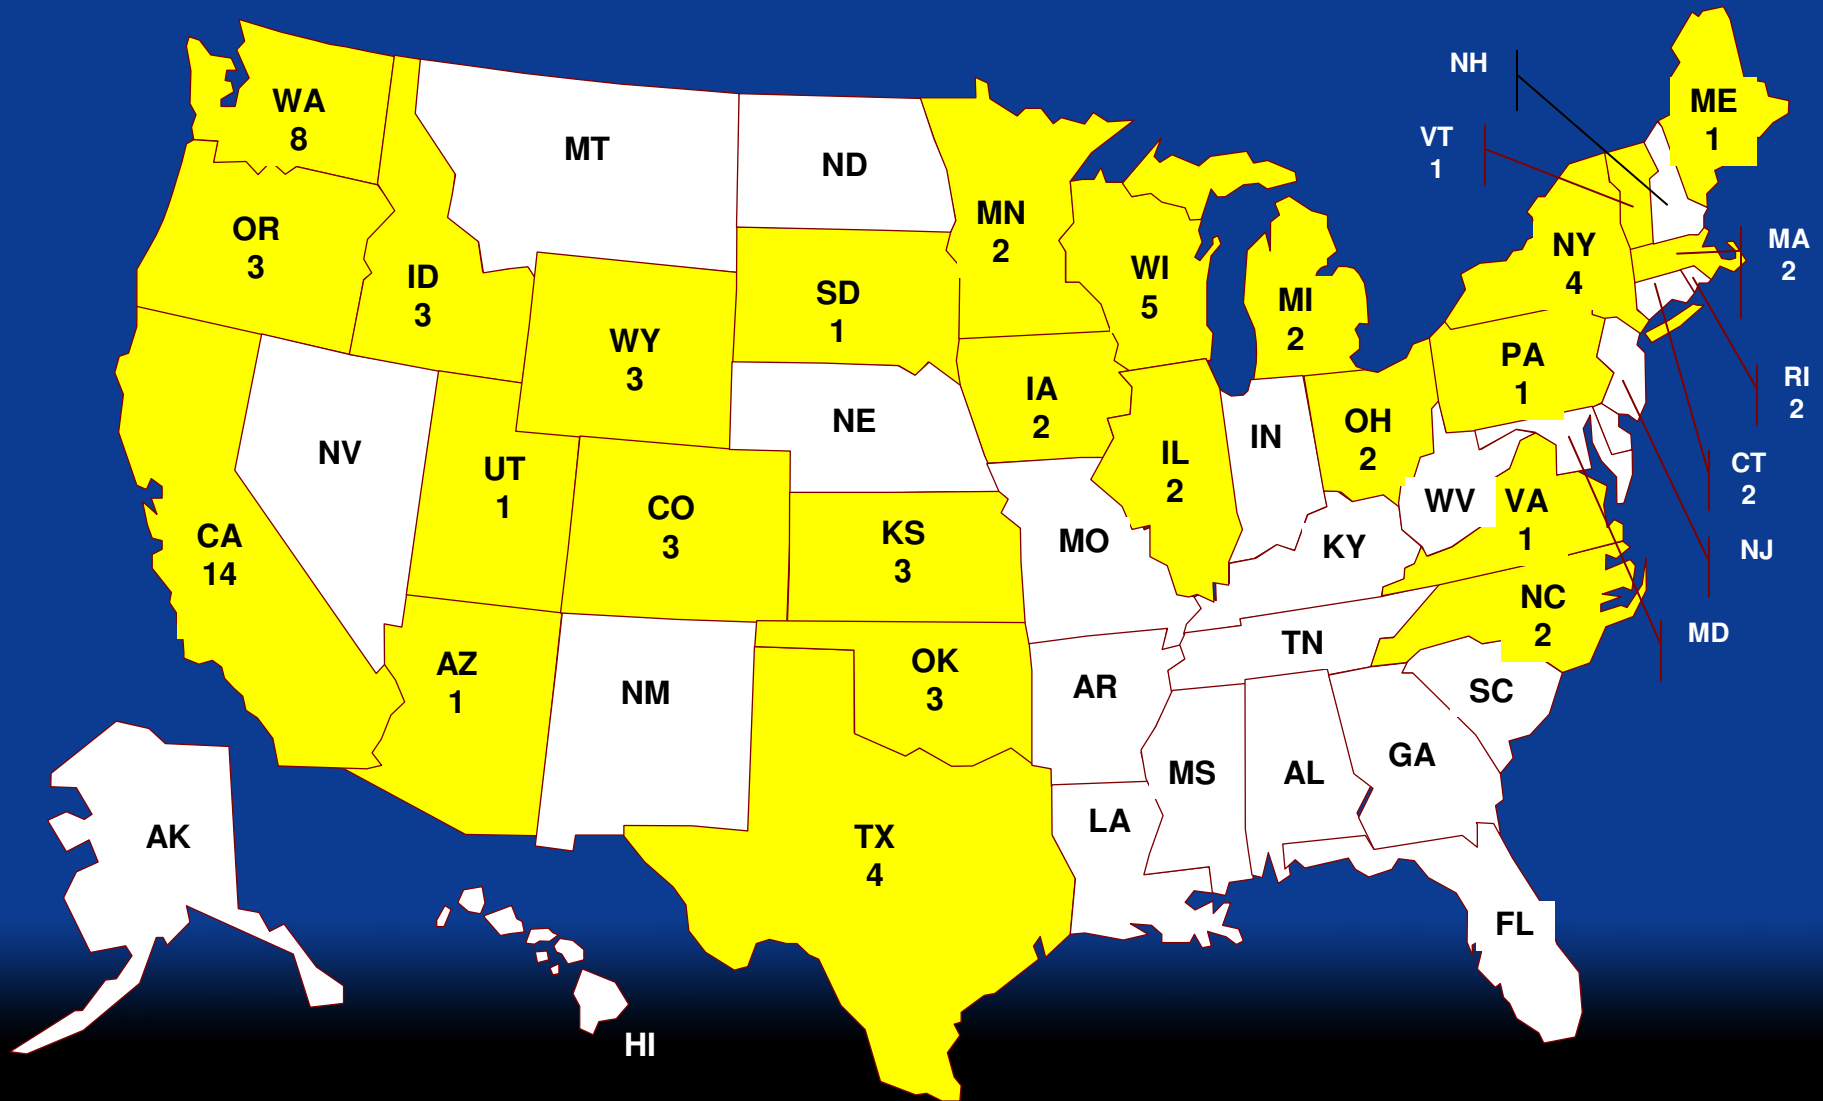 WA
8
MT
ND
MN
2
NH
VT
1
ME
1
OR
3
ID
3
SD
1
WI
5
MI
2
NY
4
MA
2
WY
3
IA
2
PA
1
RI
2
NV
UT
1
NE
IL
2
IN
OH
2
CT
2
CA
14
CO
3
KS
3
MO
KY
WV
VA
1
NJ
AZ
1
NM
OK
3
AR
TN
NC
2
MD
SC
MS
AL
GA
LA
TX
4
AK
FL
HI